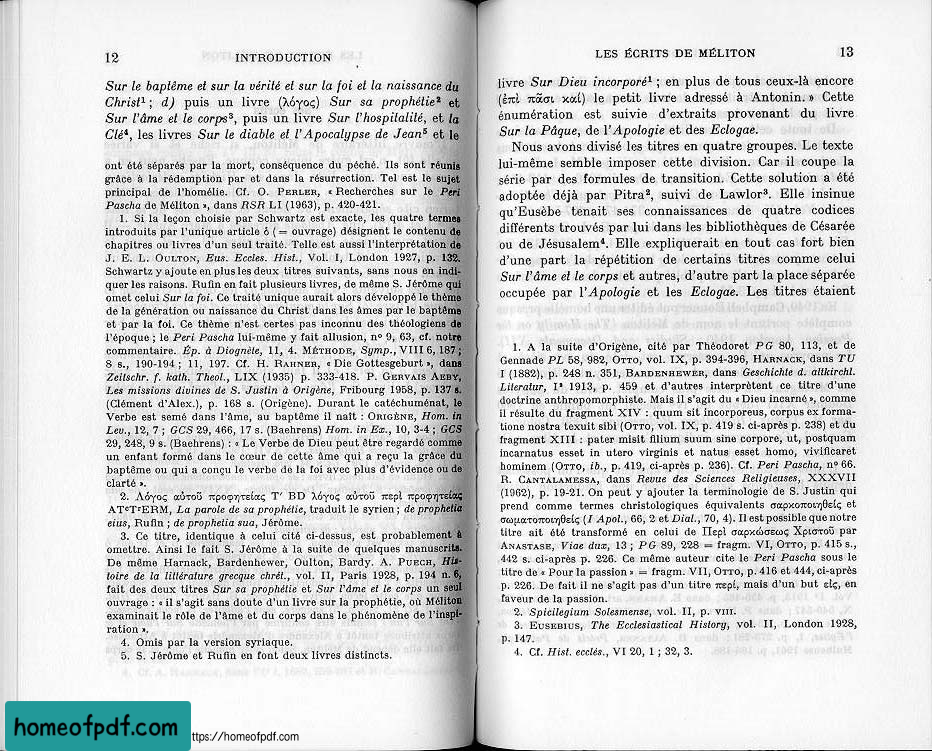 12 INTRODUCTION
Sur le baptême et sur la vérité et sur la foi et la naissance du
Christ¹ ; d) puis un livre (λόγος) Sur sa prophétie² et
Sur l'âme et le corps³, puis un livre Sur l'hospitalité, et la
Clé⁴, les livres Sur le diable et l'Apocalypse de Jean⁵ et le
ont été séparés par la mort, conséquence du péché. Ils sont réunis
grâce à la rédemption par et dans la résurrection. Tel est le sujet
principal de l'homélie. Cf. O. PERLER, « Recherches sur le Peri
Pascha de Méliton », dans RSR LI (1963), p. 420-421.
1. Si la leçon choisie par Schwartz est exacte, les quatre termes
introduits par l'unique article ὁ (= ouvrage) désignent le contenu de
chapitres ou livres d'un seul traité. Telle est aussi l'interprétation de
J. E. L. OULTON, Eus. Eccles. Hist., Vol. I, London 1927, p. 132.
Schwartz y ajoute en plus les deux titres suivants, sans nous en indi-
quer les raisons. Rufin en fait plusieurs livres, de même S. Jérôme qui
omet celui Sur la foi. Ce traité unique aurait alors développé le thème
de la génération ou naissance du Christ dans les âmes par le baptême
et par la foi. Ce thème n'est certes pas inconnu des théologiens de
l'époque ; le Peri Pascha lui-même y fait allusion, n° 9, 63, cf. notre
commentaire. Ép. à Diognète, 11, 4. MÉTHODE, Symp., VIII 6, 187 ;
8 s., 190-194 ; 11, 197. Cf. H. RAHNER, « Die Gottesgeburt », dans
Zeitschr. f. kath. Theol., LIX (1935) p. 333-418. P. GERVAIS AEBY,
Les missions divines de S. Justin à Origène, Fribourg 1958, p. 137 s.
(Clément d'Alex.), p. 168 s. (Origène). Durant le catéchuménat, le
Verbe est semé dans l'âme, au baptême il naît : ORIGÈNE, Hom. in
Lev., 12, 7 ; GCS 29, 466, 17 s. (Baehrens) Hom. in Ex., 10, 3-4 ; GCS
29, 248, 9 s. (Baehrens) : « Le Verbe de Dieu peut être regardé comme
un enfant formé dans le cœur de cette âme qui a reçu la grâce du
baptême ou qui a conçu le verbe de la foi avec plus d'évidence ou de
clarté ».
2. Λόγος αὐτοῦ προφητείας Τ' BD λόγος αὐτοῦ περὶ προφητείας
ATᶜTʳERM, La parole de sa prophétie, traduit le syrien ; de prophetia
eius, Rufin ; de prophetia sua, Jérôme.
3. Ce titre, identique à celui cité ci-dessus, est probablement à
omettre. Ainsi le fait S. Jérôme à la suite de quelques manuscrits.
De même Harnack, Bardenhewer, Oulton, Bardy. A. PUECH, His-
toire de la littérature grecque chrét., vol. II, Paris 1928, p. 194 n. 6,
fait des deux titres Sur sa prophétie et Sur l'âme et le corps un seul
ouvrage : « il s'agit sans doute d'un livre sur la prophétie, où Méliton
examinait le rôle de l'âme et du corps dans le phénomène de l'inspi-
ration ».
4. Omis par la version syriaque.
5. S. Jérôme et Rufin en font deux livres distincts.
LES ÉCRITS DE MÉLITON 13
livre Sur Dieu incorporé¹ ; en plus de tous ceux-là encore
(ἐπὶ πᾶσι καί) le petit livre adressé à Antonin. » Cette
énumération est suivie d'extraits provenant du livre
Sur la Pâque, de l'Apologie et des Eclogae.
Nous avons divisé les titres en quatre groupes. Le texte
lui-même semble imposer cette division. Car il coupe la
série par des formules de transition. Cette solution a été
adoptée déjà par Pitra², suivi de Lawlor³. Elle insinue
qu'Eusèbe tenait ses connaissances de quatre codices
différents trouvés par lui dans les bibliothèques de Césarée
ou de Jérusalem⁴. Elle expliquerait en tout cas fort bien
d'une part la répétition de certains titres comme celui
Sur l'âme et le corps et autres, d'autre part la place séparée
occupée par l'Apologie et les Eclogae. Les titres étaient
1. A la suite d'Origène, cité par Théodoret PG 80, 113, et de
Gennade PL 58, 982, OTTO, vol. IX, p. 394-396, HARNACK, dans TU
I (1882), p. 248 n. 351, BARDENHEWER, dans Geschichte d. altkirchl.
Literatur, I² 1913, p. 459 et d'autres interprètent ce titre d'une
doctrine anthropomorphiste. Mais il s'agit du « Dieu incarné », comme
il résulte du fragment XIV : quum sit incorporeus, corpus ex forma-
tione nostra texuit sibi (OTTO, vol. IX, p. 419 s. ci-après p. 238) et du
fragment XIII : pater misit filium suum sine corpore, ut, postquam
incarnatus esset in utero virginis et natus esset homo, vivificaret
hominem (OTTO, ib., p. 419, ci-après p. 236). Cf. Peri Pascha, n° 66.
R. CANTALAMESSA, dans Revue des Sciences Religieuses, XXXVII
(1962), p. 19-21. On peut y ajouter la terminologie de S. Justin qui
prend comme termes christologiques équivalents σαρκοποιηθείς et
σωματοποιηθείς (I Apol., 66, 2 et Dial., 70, 4). Il est possible que notre
titre ait été transformé en celui de Περὶ σαρκώσεως Χριστοῦ par
ANASTASE, Viae dux, 13 ; PG 89, 228 = fragm. VI, OTTO, p. 415 s.,
442 s. ci-après p. 226. Ce même auteur cite le Peri Pascha sous le
titre de « Pour la passion » = fragm. VII, OTTO, p. 416 et 444, ci-après
p. 226. De fait il ne s'agit pas d'un titre περί, mais d'un but εἰς, en
faveur de la passion.
2. Spicilegium Solesmense, vol. II, p. VIII.
3. EUSEBIUS, The Ecclesiastical History, vol. II, London 1928,
p. 147.
4. Cf. Hist. ecclés., VI 20, 1 ; 32, 3.
homeofpdf.com
ttps://homeofpdf.com